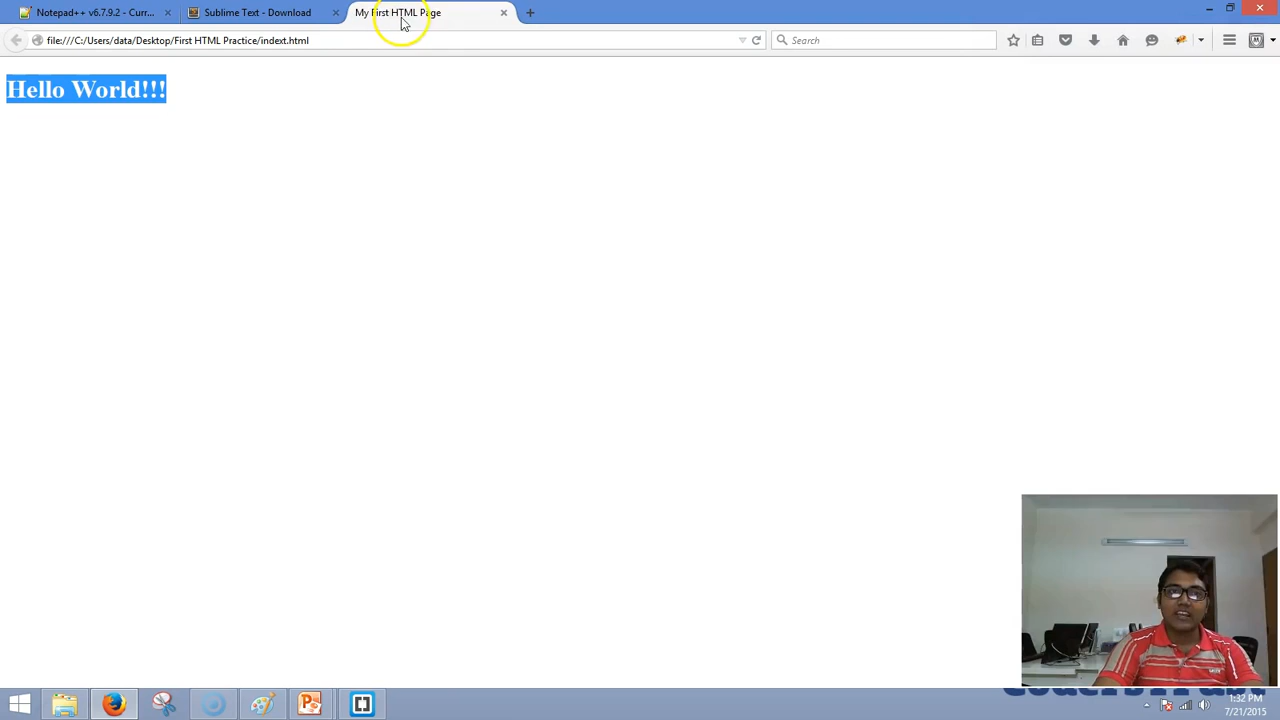 Notepad++ v6.7.9.2 - Curr...
Sublime Text - Download
My First HTML Page
file:///C:/Users/data/Desktop/First HTML Practice/indext.html
Search
Hello World!!!
1:32 PM
7/21/2015